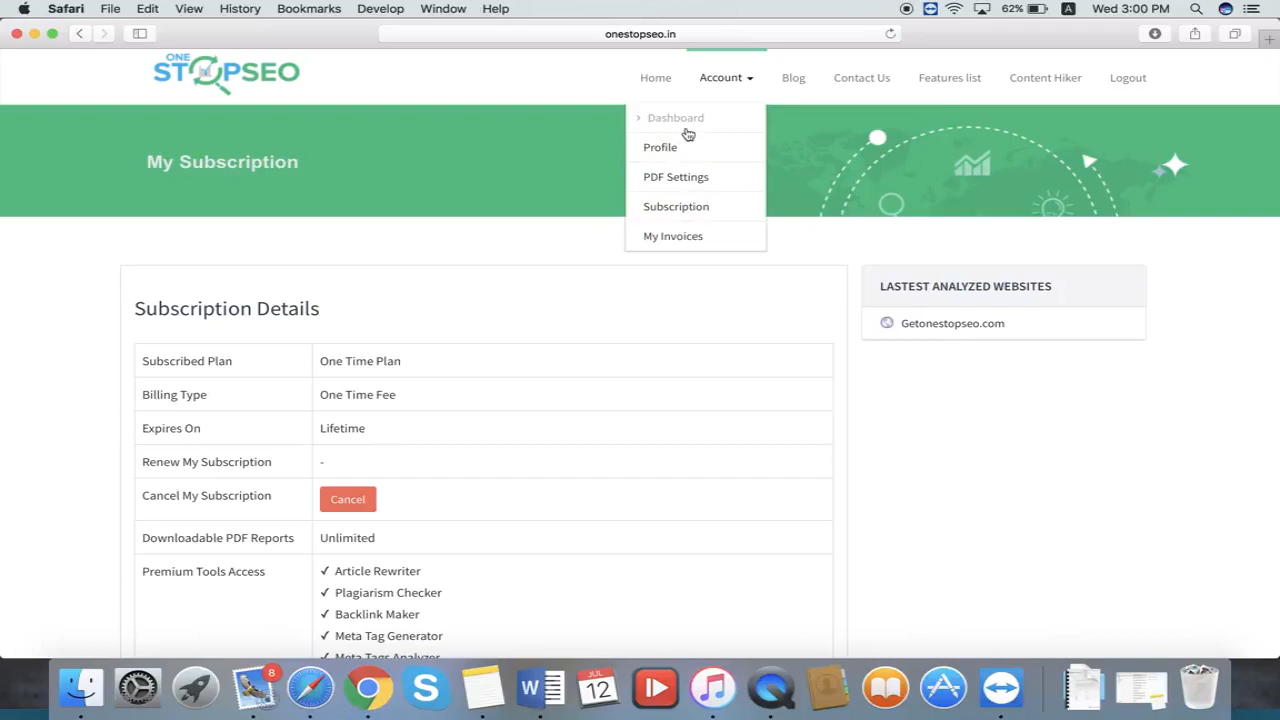 Safari File Edit View History Bookmarks Develop Window Help 62% A Wed 3:00 PM
onestopseo.in
ONE
STOPSEO
Home Account Blog Contact Us Features list Content Hiker Logout
Dashboard
Profile
PDF Settings
Subscription
My Invoices
My Subscription
Subscription Details
Subscribed Plan One Time Plan
Billing Type One Time Fee
Expires On Lifetime
Renew My Subscription -
Cancel My Subscription Cancel
Downloadable PDF Reports Unlimited
Premium Tools Access ✓ Article Rewriter
✓ Plagiarism Checker
✓ Backlink Maker
✓ Meta Tag Generator
✓ Meta Tags Analyzer
LASTEST ANALYZED WEBSITES
Getonestopseo.com
8
S
W
JUL
12